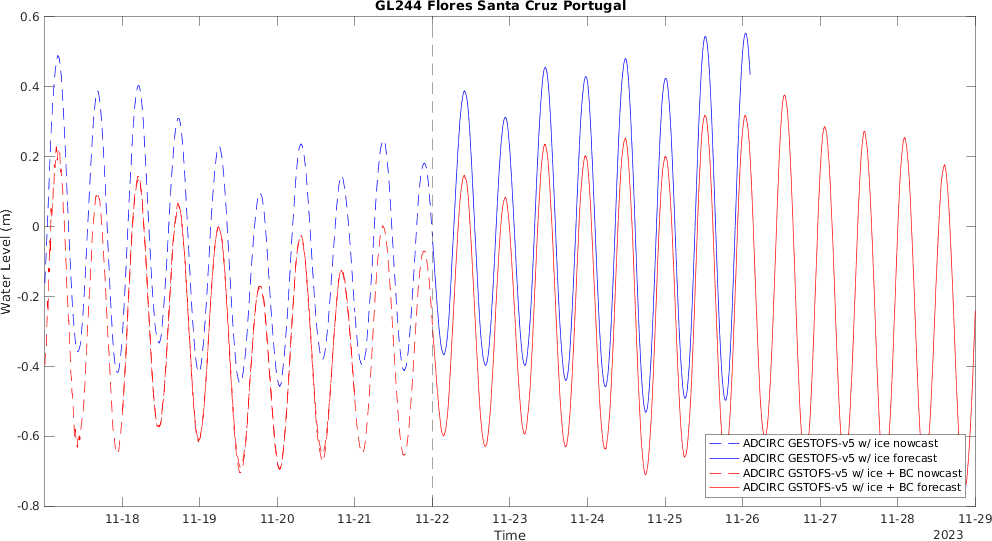 GL244 Flores Santa Cruz Portugal
0.6
0.4
0.2
0
-0.2
-0.4
-0.6
-0.8
Water Level (m)
ADCIRC GESTOFS-v5 w/ ice nowcast
ADCIRC GESTOFS-v5 w/ ice forecast
ADCIRC GSTOFS-v5 w/ ice + BC nowcast
ADCIRC GSTOFS-v5 w/ ice + BC forecast
11-18 11-19 11-20 11-21 11-22 11-23 11-24 11-25 11-26 11-27 11-28 11-29
Time
2023